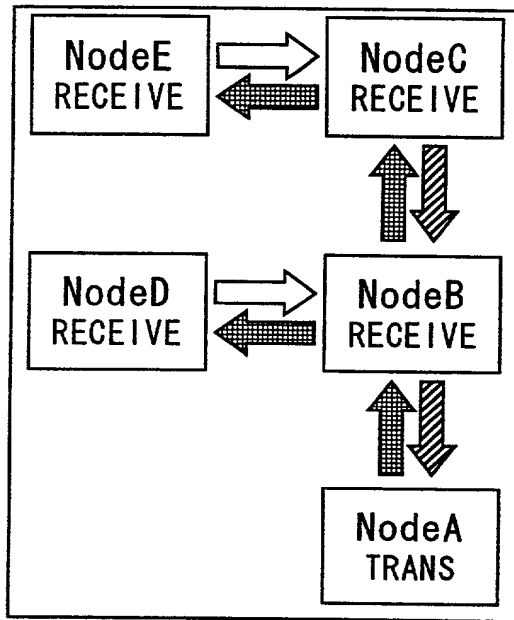 NodeE
RECEIVE
NodeC
RECEIVE
NodeD
RECEIVE
NodeB
RECEIVE
NodeA
TRANS